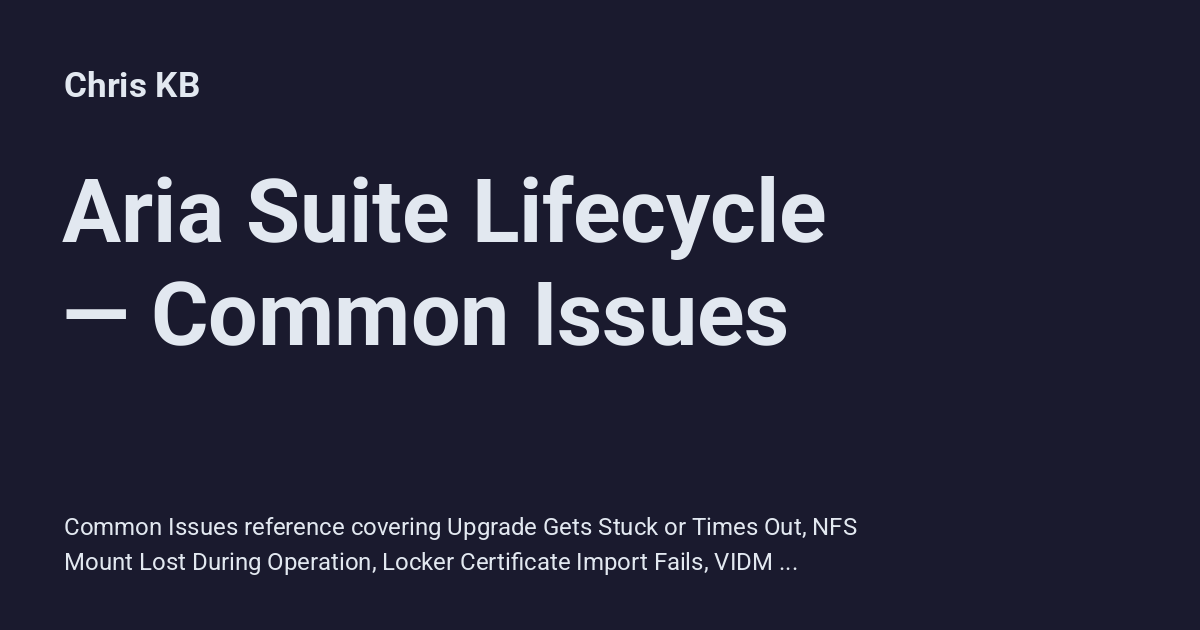 Chris KB
Aria Suite Lifecycle
— Common Issues
Common Issues reference covering Upgrade Gets Stuck or Times Out, NFS
Mount Lost During Operation, Locker Certificate Import Fails, VIDM ...